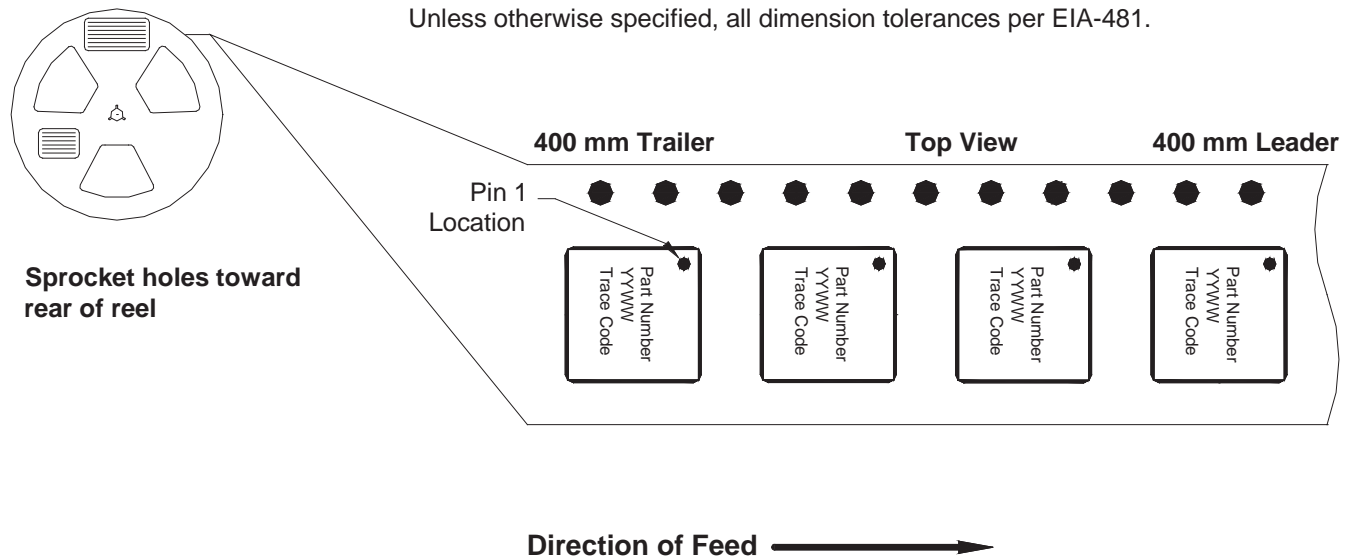 Unless otherwise specified, all dimension tolerances per EIA-481.
400 mm Trailer
Top View
400 mm Leader
Pin 1
Location
Part Number
YYWW
Trace Code
Part Number
YYWW
Trace Code
Part Number
YYWW
Trace Code
Part Number
YYWW
Trace Code
Sprocket holes toward
rear of reel
Direction of Feed